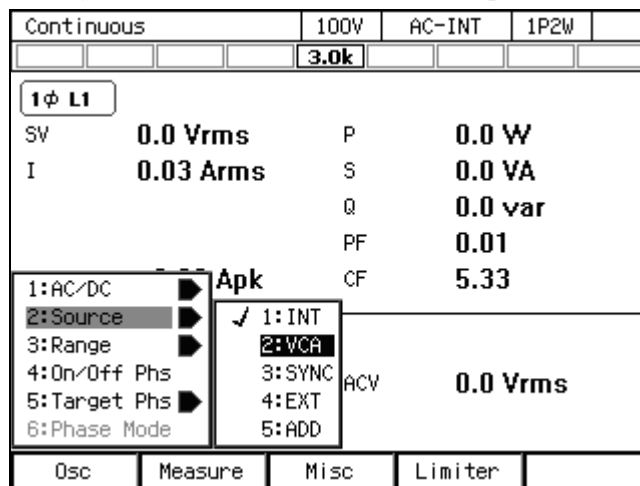 Continuous 100V AC-INT 1P2W
3.0k
1ϕ L1
SV 0.0 Vrms P 0.0 W
I 0.03 Arms S 0.0 VA
Q 0.0 var
PF 0.01
Apk CF 5.33
1:AC/DC
2:Source
3:Range
4:On/Off Phs
5:Target Phs
6:Phase Mode
✓ 1:INT
2:VCA
3:SYNC
4:EXT
5:ADD
ACV 0.0 Vrms
Osc Measure Misc Limiter